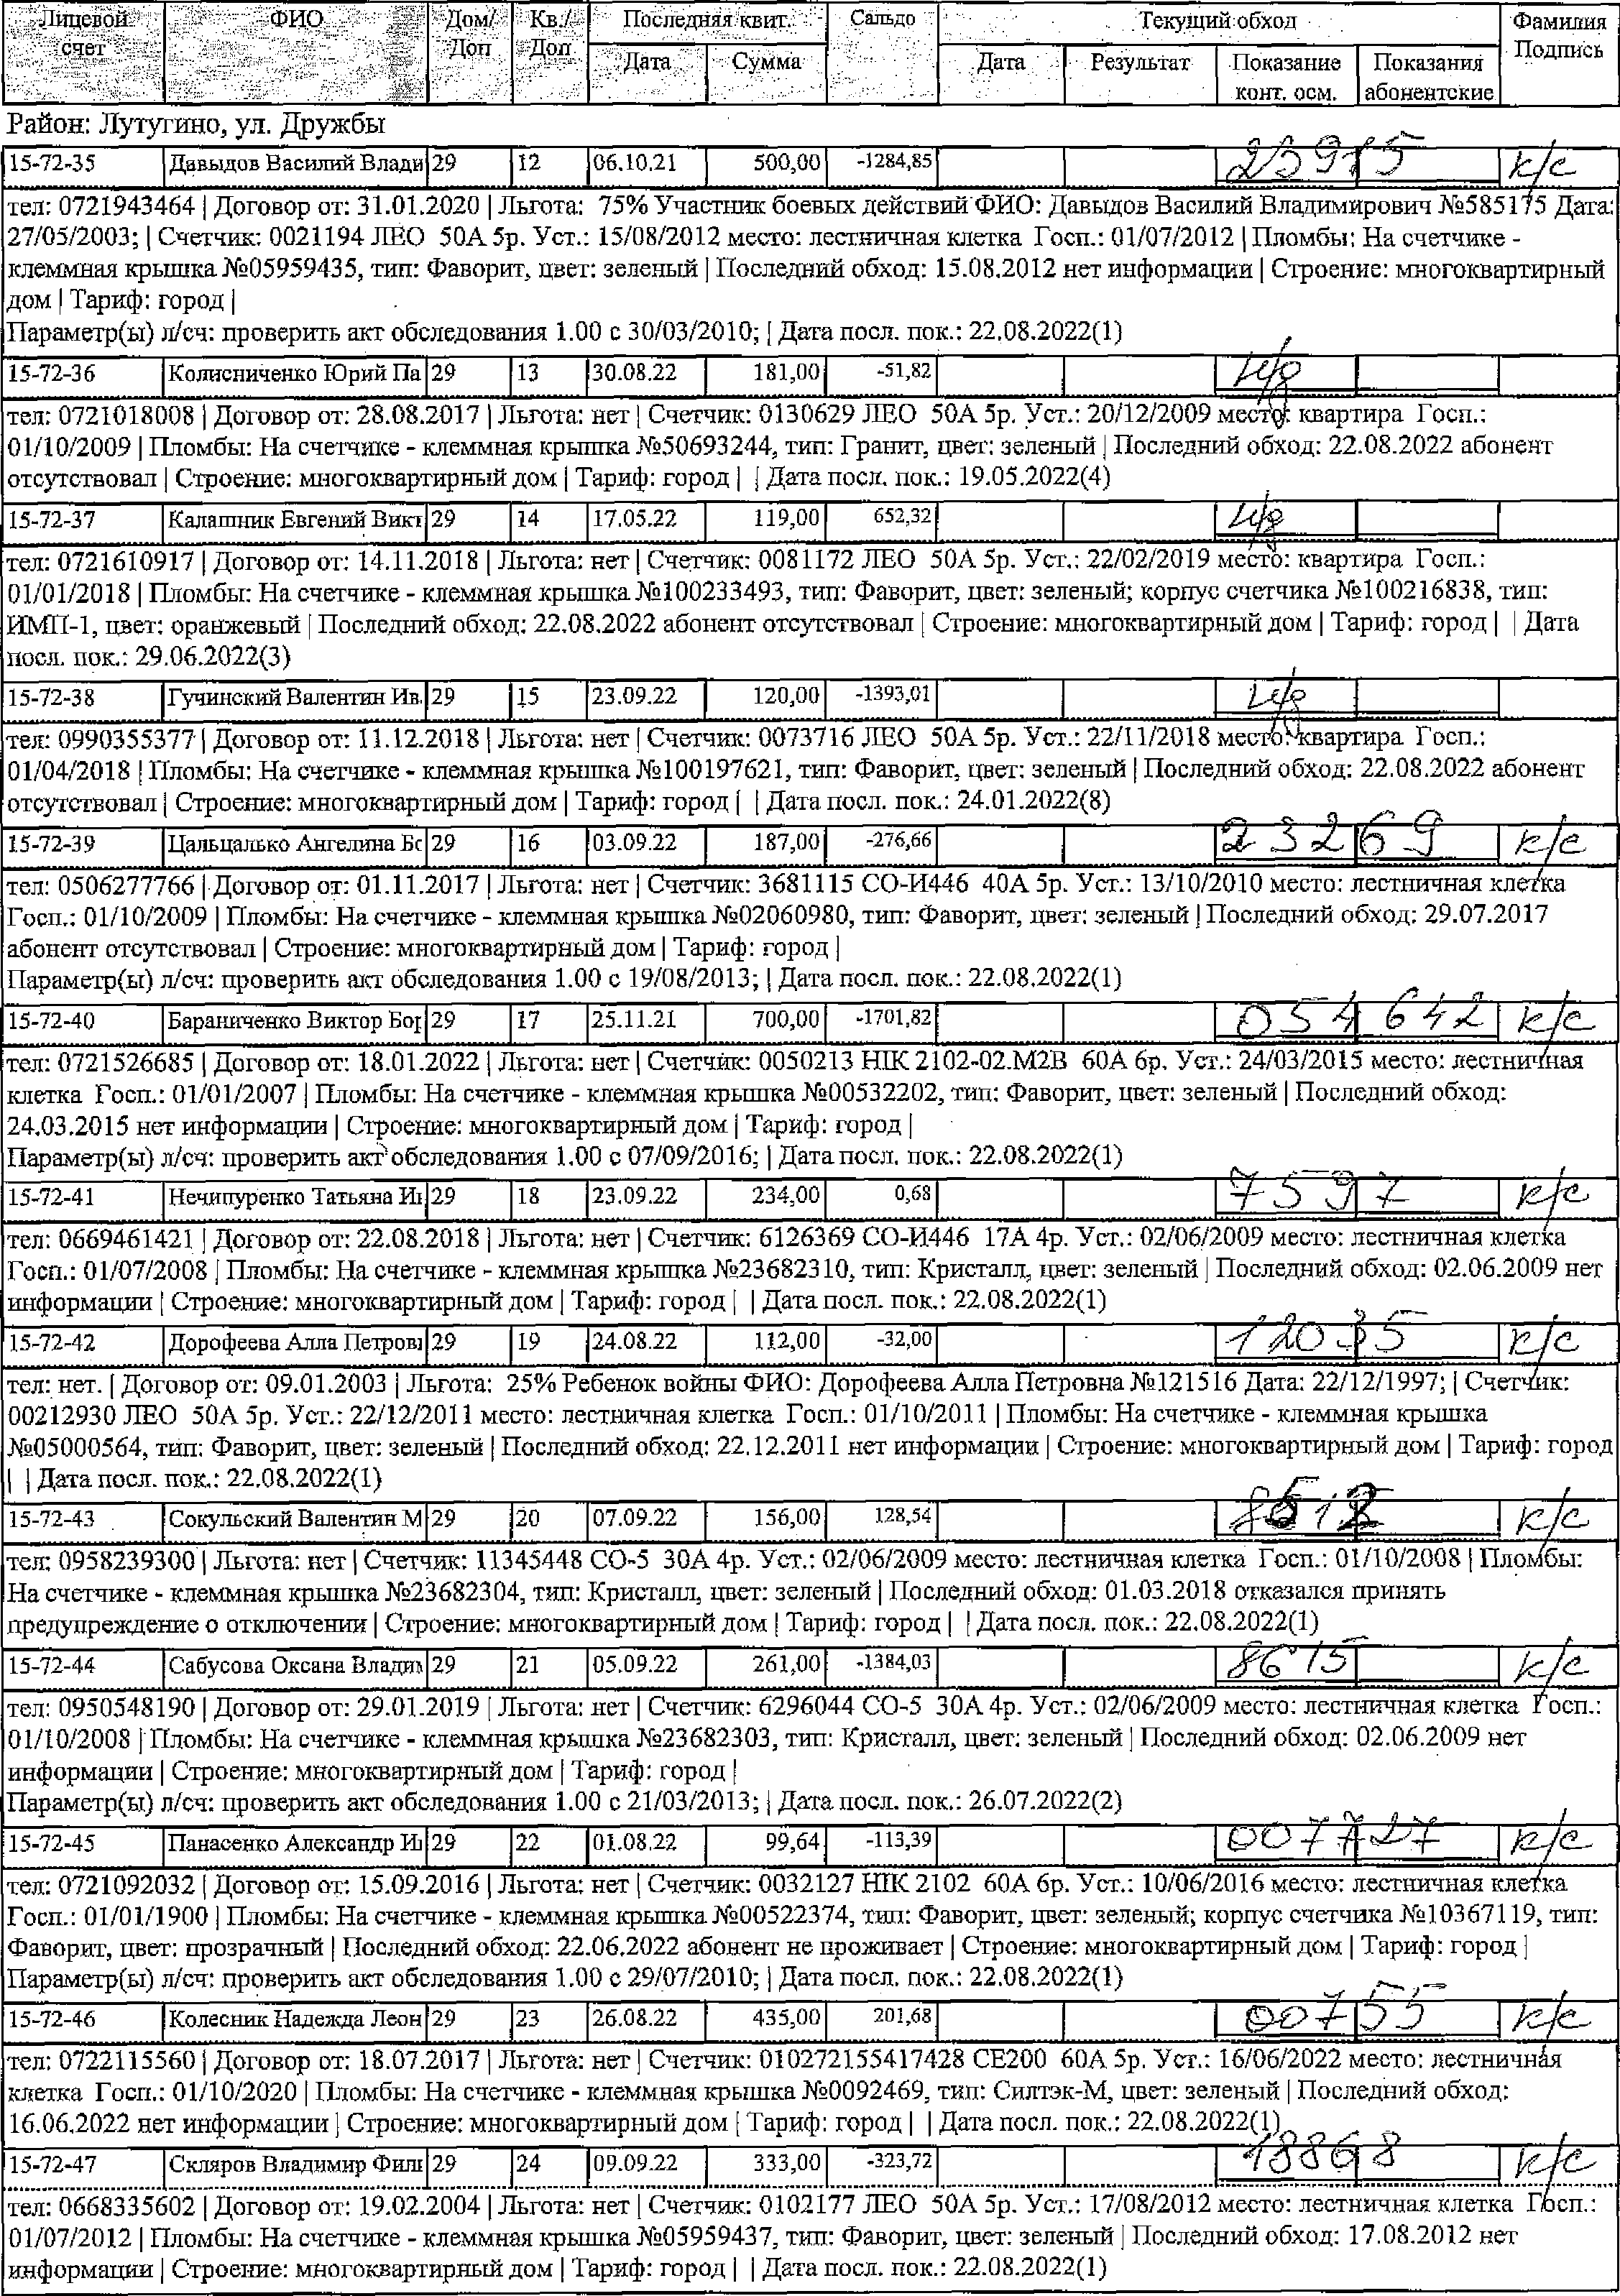 Лицевой счет | ФИО | Дом/Доп | Кв./Доп | Последняя квит. | Сальдо | Текущий обход | Фамилия Подпись
Дата | Сумма | Дата | Результат | Показание конт. осм. | Показания абонентские
Район: Лутугино, ул. Дружбы
15-72-35 | Давыдов Василий Влади | 29 | 12 | 06.10.21 | 500,00 | -1284,85 | 23975 | к/с
тел: 0721943464 | Договор от: 31.01.2020 | Льгота:  75% Участник боевых действий ФИО: Давыдов Василий Владимирович №585175 Дата:
27/05/2003; | Счетчик: 0021194 ЛЕО  50А 5р. Уст.: 15/08/2012 место: лестничная клетка  Госп.: 01/07/2012 | Пломбы: На счетчике -
клеммная крышка №05959435, тип: Фаворит, цвет: зеленый | Последний обход: 15.08.2012 нет информации | Строение: многоквартирный
дом | Тариф: город |
Параметр(ы) л/сч: проверить акт обследования 1.00 с 30/03/2010; | Дата посл. пок.: 22.08.2022(1)
15-72-36 | Колисниченко Юрий Па | 29 | 13 | 30.08.22 | 181,00 | -51,82 | н/д
тел: 0721018008 | Договор от: 28.08.2017 | Льгота: нет | Счетчик: 0130629 ЛЕО  50А 5р. Уст.: 20/12/2009 место: квартира  Госп.:
01/10/2009 | Пломбы: На счетчике - клеммная крышка №50693244, тип: Гранит, цвет: зеленый | Последний обход: 22.08.2022 абонент
отсутствовал | Строение: многоквартирный дом | Тариф: город |  | Дата посл. пок.: 19.05.2022(4)
15-72-37 | Калашник Евгений Викт | 29 | 14 | 17.05.22 | 119,00 | 652,32 | н/д
тел: 0721610917 | Договор от: 14.11.2018 | Льгота: нет | Счетчик: 0081172 ЛЕО  50А 5р. Уст.: 22/02/2019 место: квартира  Госп.:
01/01/2018 | Пломбы: На счетчике - клеммная крышка №100233493, тип: Фаворит, цвет: зеленый; корпус счетчика №100216838, тип:
ИМП-1, цвет: оранжевый | Последний обход: 22.08.2022 абонент отсутствовал | Строение: многоквартирный дом | Тариф: город |  | Дата
посл. пок.: 29.06.2022(3)
15-72-38 | Гучинский Валентин Ив. | 29 | 15 | 23.09.22 | 120,00 | -1393,01 | н/д
тел: 0990355377 | Договор от: 11.12.2018 | Льгота: нет | Счетчик: 0073716 ЛЕО  50А 5р. Уст.: 22/11/2018 место: квартира  Госп.:
01/04/2018 | Пломбы: На счетчике - клеммная крышка №100197621, тип: Фаворит, цвет: зеленый | Последний обход: 22.08.2022 абонент
отсутствовал | Строение: многоквартирный дом | Тариф: город |  | Дата посл. пок.: 24.01.2022(8)
15-72-39 | Цальцалько Ангелина Бо | 29 | 16 | 03.09.22 | 187,00 | -276,66 | 23269 | к/с
тел: 0506277766 | Договор от: 01.11.2017 | Льгота: нет | Счетчик: 3681115 СО-И446  40А 5р. Уст.: 13/10/2010 место: лестничная клетка
Госп.: 01/10/2009 | Пломбы: На счетчике - клеммная крышка №02060980, тип: Фаворит, цвет: зеленый | Последний обход: 29.07.2017
абонент отсутствовал | Строение: многоквартирный дом | Тариф: город |
Параметр(ы) л/сч: проверить акт обследования 1.00 с 19/08/2013; | Дата посл. пок.: 22.08.2022(1)
15-72-40 | Бараниченко Виктор Бор | 29 | 17 | 25.11.21 | 700,00 | -1701,82 | 054642 | к/с
тел: 0721526685 | Договор от: 18.01.2022 | Льгота: нет | Счетчик: 0050213 НІК 2102-02.М2В  60А 6р. Уст.: 24/03/2015 место: лестничная
клетка  Госп.: 01/01/2007 | Пломбы: На счетчике - клеммная крышка №00532202, тип: Фаворит, цвет: зеленый | Последний обход:
24.03.2015 нет информации | Строение: многоквартирный дом | Тариф: город |
Параметр(ы) л/сч: проверить акт обследования 1.00 с 07/09/2016; | Дата посл. пок.: 22.08.2022(1)
15-72-41 | Нечипуренко Татьяна Ив | 29 | 18 | 23.09.22 | 234,00 | 0,68 | 7597 | к/с
тел: 0669461421 | Договор от: 22.08.2018 | Льгота: нет | Счетчик: 6126369 СО-И446  17А 4р. Уст.: 02/06/2009 место: лестничная клетка
Госп.: 01/07/2008 | Пломбы: На счетчике - клеммная крышка №23682310, тип: Кристалл, цвет: зеленый | Последний обход: 02.06.2009 нет
информации | Строение: многоквартирный дом | Тариф: город |  | Дата посл. пок.: 22.08.2022(1)
15-72-42 | Дорофеева Алла Петровн | 29 | 19 | 24.08.22 | 112,00 | -32,00 | 12035 | к/с
тел: нет. | Договор от: 09.01.2003 | Льгота:  25% Ребенок войны ФИО: Дорофеева Алла Петровна №121516 Дата: 22/12/1997; | Счетчик:
00212930 ЛЕО  50А 5р. Уст.: 22/12/2011 место: лестничная клетка  Госп.: 01/10/2011 | Пломбы: На счетчике - клеммная крышка
№05000564, тип: Фаворит, цвет: зеленый | Последний обход: 22.12.2011 нет информации | Строение: многоквартирный дом | Тариф: город
|  | Дата посл. пок.: 22.08.2022(1)
15-72-43 | Сокульский Валентин М | 29 | 20 | 07.09.22 | 156,00 | 128,54 | к/с
тел: 0958239300 | Льгота: нет | Счетчик: 11345448 СО-5  30А 4р. Уст.: 02/06/2009 место: лестничная клетка  Госп.: 01/10/2008 | Пломбы:
На счетчике - клеммная крышка №23682304, тип: Кристалл, цвет: зеленый | Последний обход: 01.03.2018 отказался принять
предупреждение о отключении | Строение: многоквартирный дом | Тариф: город |  | Дата посл. пок.: 22.08.2022(1)
15-72-44 | Сабусова Оксана Владим | 29 | 21 | 05.09.22 | 261,00 | -1384,03 | 8615 | к/с
тел: 0950548190 | Договор от: 29.01.2019 | Льгота: нет | Счетчик: 6296044 СО-5  30А 4р. Уст.: 02/06/2009 место: лестничная клетка  Госп.:
01/10/2008 | Пломбы: На счетчике - клеммная крышка №23682303, тип: Кристалл, цвет: зеленый | Последний обход: 02.06.2009 нет
информации | Строение: многоквартирный дом | Тариф: город |
Параметр(ы) л/сч: проверить акт обследования 1.00 с 21/03/2013; | Дата посл. пок.: 26.07.2022(2)
15-72-45 | Панасенко Александр Ив | 29 | 22 | 01.08.22 | 99,64 | -113,39 | 007727 | к/с
тел: 0721092032 | Договор от: 15.09.2016 | Льгота: нет | Счетчик: 0032127 НІК 2102  60А 6р. Уст.: 10/06/2016 место: лестничная клетка
Госп.: 01/01/1900 | Пломбы: На счетчике - клеммная крышка №00522374, тип: Фаворит, цвет: зеленый; корпус счетчика №10367119, тип:
Фаворит, цвет: прозрачный | Последний обход: 22.06.2022 абонент не проживает | Строение: многоквартирный дом | Тариф: город |
Параметр(ы) л/сч: проверить акт обследования 1.00 с 29/07/2010; | Дата посл. пок.: 22.08.2022(1)
15-72-46 | Колесник Надежда Леон | 29 | 23 | 26.08.22 | 435,00 | 201,68 | 00755 | к/с
тел: 0722115560 | Договор от: 18.07.2017 | Льгота: нет | Счетчик: 010272155417428 СЕ200  60А 5р. Уст.: 16/06/2022 место: лестничная
клетка  Госп.: 01/10/2020 | Пломбы: На счетчике - клеммная крышка №0092469, тип: Силтэк-М, цвет: зеленый | Последний обход:
16.06.2022 нет информации | Строение: многоквартирный дом | Тариф: город |  | Дата посл. пок.: 22.08.2022(1)
15-72-47 | Скляров Владимир Фили | 29 | 24 | 09.09.22 | 333,00 | -323,72 | 18868 | к/с
тел: 0668335602 | Договор от: 19.02.2004 | Льгота: нет | Счетчик: 0102177 ЛЕО  50А 5р. Уст.: 17/08/2012 место: лестничная клетка  Госп.:
01/07/2012 | Пломбы: На счетчике - клеммная крышка №05959437, тип: Фаворит, цвет: зеленый | Последний обход: 17.08.2012 нет
информации | Строение: многоквартирный дом | Тариф: город |  | Дата посл. пок.: 22.08.2022(1)